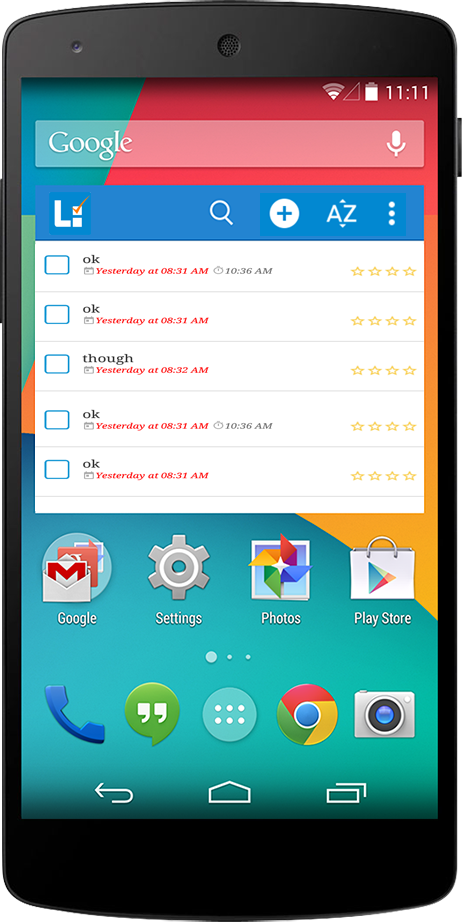 11:11
Google
Li AZ
ok
Yesterday at 08:31 AM 10:36 AM
ok
Yesterday at 08:31 AM
though
Yesterday at 08:32 AM
ok
Yesterday at 08:31 AM 10:36 AM
ok
Yesterday at 08:31 AM
Google Settings Photos Play Store